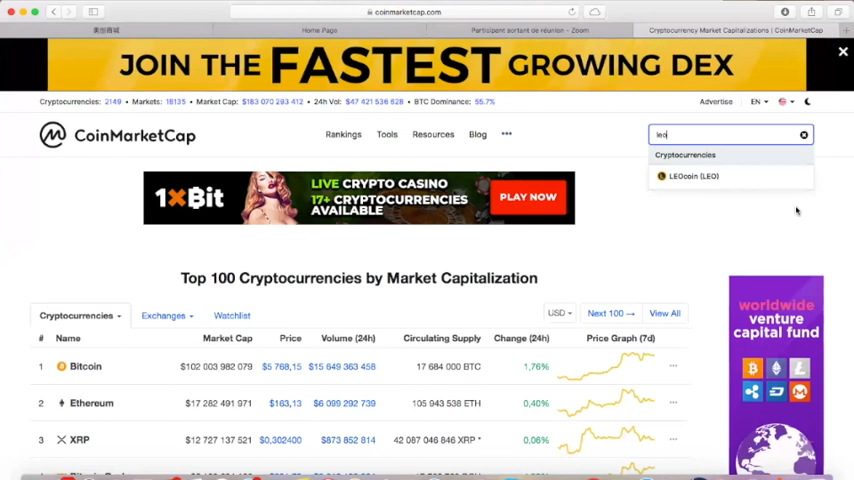 coinmarketcap.com
Home Page
Participant sortant de réunion - Zoom
Cryptocurrency Market Capitalizations | CoinMarketCap
JOIN THE FASTEST GROWING DEX
Cryptocurrencies: 2149 • Markets: 18135 • Market Cap: $183 070 293 412 • 24h Vol: $47 421 536 628 • BTC Dominance: 55.7%
Advertise
EN
CoinMarketCap
Rankings
Tools
Resources
Blog
leo
Cryptocurrencies
LEOcoin (LEO)
1xBit
LIVE CRYPTO CASINO
17+ CRYPTOCURRENCIES
AVAILABLE
PLAY NOW
Top 100 Cryptocurrencies by Market Capitalization
Cryptocurrencies
Exchanges
Watchlist
USD
Next 100 →
View All
# Name Market Cap Price Volume (24h) Circulating Supply Change (24h) Price Graph (7d)
1 Bitcoin $102 003 982 079 $5 768,15 $15 649 363 458 17 684 000 BTC 1,76%
2 Ethereum $17 282 491 971 $163,13 $6 099 292 739 105 943 538 ETH 0,40%
3 XRP $12 727 137 521 $0,302400 $873 852 814 42 087 046 846 XRP * 0,06%
worldwide
venture
capital fund